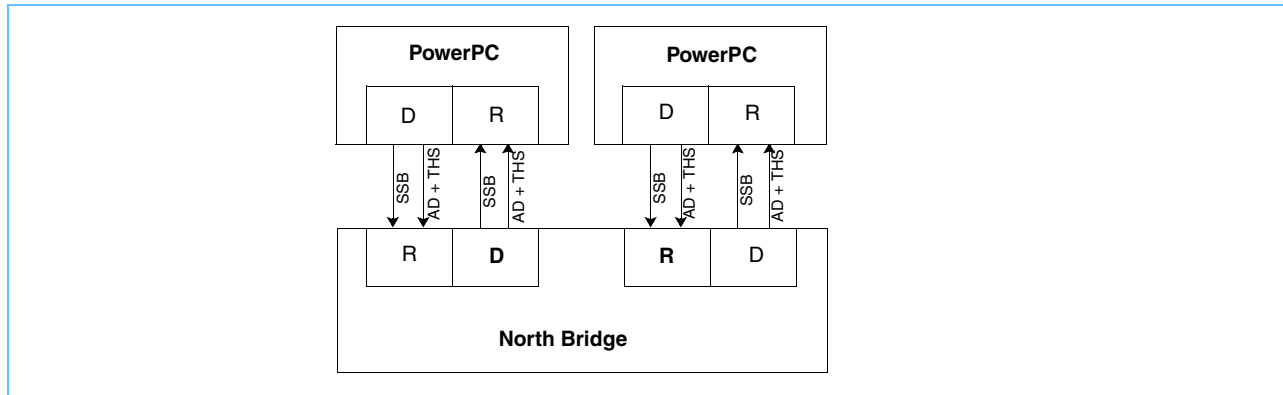 PowerPC PowerPC
D R D R
SSB AD + THS SSB AD + THS SSB AD + THS SSB AD + THS
R D R D
North Bridge